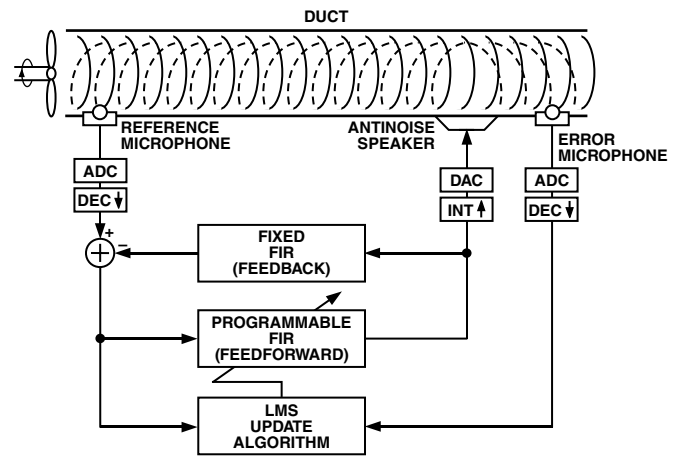 DUCT
REFERENCE
MICROPHONE
ANTINOISE
SPEAKER
ERROR
MICROPHONE
ADC
DEC
DAC
INT
ADC
DEC
+
–
FIXED
FIR
(FEEDBACK)
PROGRAMMABLE
FIR
(FEEDFORWARD)
LMS
UPDATE
ALGORITHM